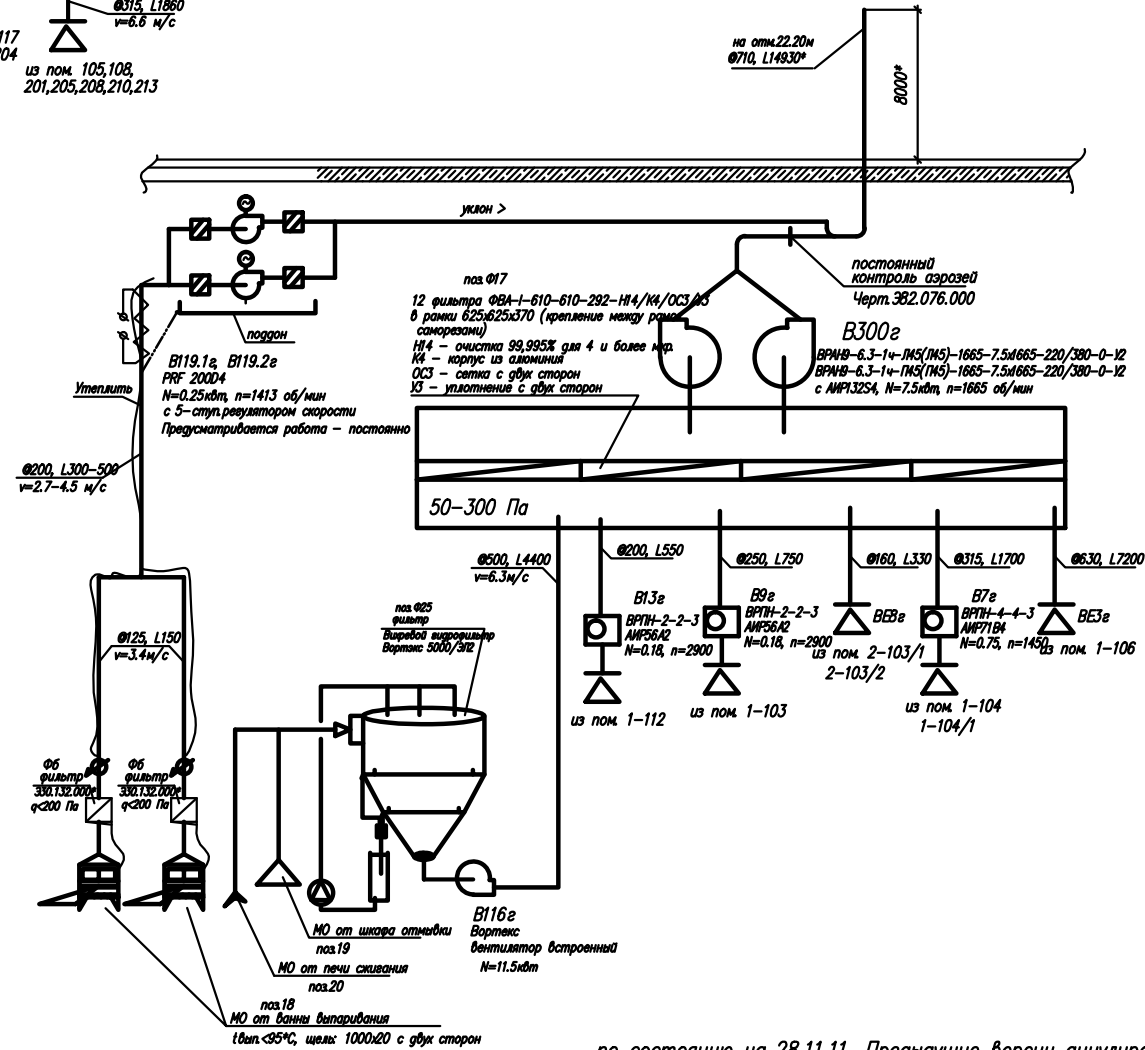 ø315, L1860
v=6.6 м/с
117
204
из пом. 105,108,
201,205,208,210,213
на отм.22.20м
ø710, L14930*
8000*
уклон >
постоянный
контроль аэрозей
Черт.Э82.076.000
поз.Ф17
12 фильтра ФВА-I-610-610-292-Н14/К4/ОС3/У3
в рамки 625x625x370 (крепление между рамок
саморезами)
Н14 - очистка 99,995% для 4 и более мкр.
К4 - корпус из алюминия
ОС3 - сетка с двух сторон
У3 - уплотнение с двух сторон
В300г
ВРАН9-6.3-1ч-Л45(П45)-1665-7.5x1665-220/380-0-У2
ВРАН9-6.3-1ч-П45(Л45)-1665-7.5x1665-220/380-0-У2
с АИР132S4, N=7.5квт, n=1665 об/мин
поддон
В119.1г, В119.2г
PRF 200D4
N=0.25квт, n=1413 об/мин
с 5-ступ.регулятором скорости
Предусматривается работа - постоянно
Утеплить
ø200, L300-500
v=2.7-4.5 м/с
50-300 Па
ø500, L4400
v=6.3м/с
ø200, L550
ø250, L750
ø160, L330
ø315, L1700
ø630, L7200
В13г
ВРПН-2-2-3
АИР56А2
N=0.18, n=2900
из пом. 1-112
В9г
ВРПН-2-2-3
АИР56А2
N=0.18, n=2900
из пом. 1-103
ВЕ8г
из пом. 2-103/1
2-103/2
В7г
ВРПН-4-4-3
АИР71В4
N=0.75, n=1450
из пом. 1-104
1-104/1
ВЕ3г
из пом. 1-106
ø125, L150
v=3.4м/с
поз.Ф25
фильтр
Вихревой гидрофильтр
Вортэкс 5000/ЭП2
Ф6
фильтр
ЭЗ0.132.000*
q<200 Па
Ф6
фильтр
ЭЗ0.132.000*
q<200 Па
В116г
Вортекс
вентилятор встроенный
N=11.5квт
МО от шкафа отмывки
поз.19
МО от печи сжигания
поз.20
поз.18
МО от ванны выпаривания
tвып.<95°С, щель: 1000x20 с двух сторон
по состоянию на 28.11.11. Предыдущие версии аннулиро